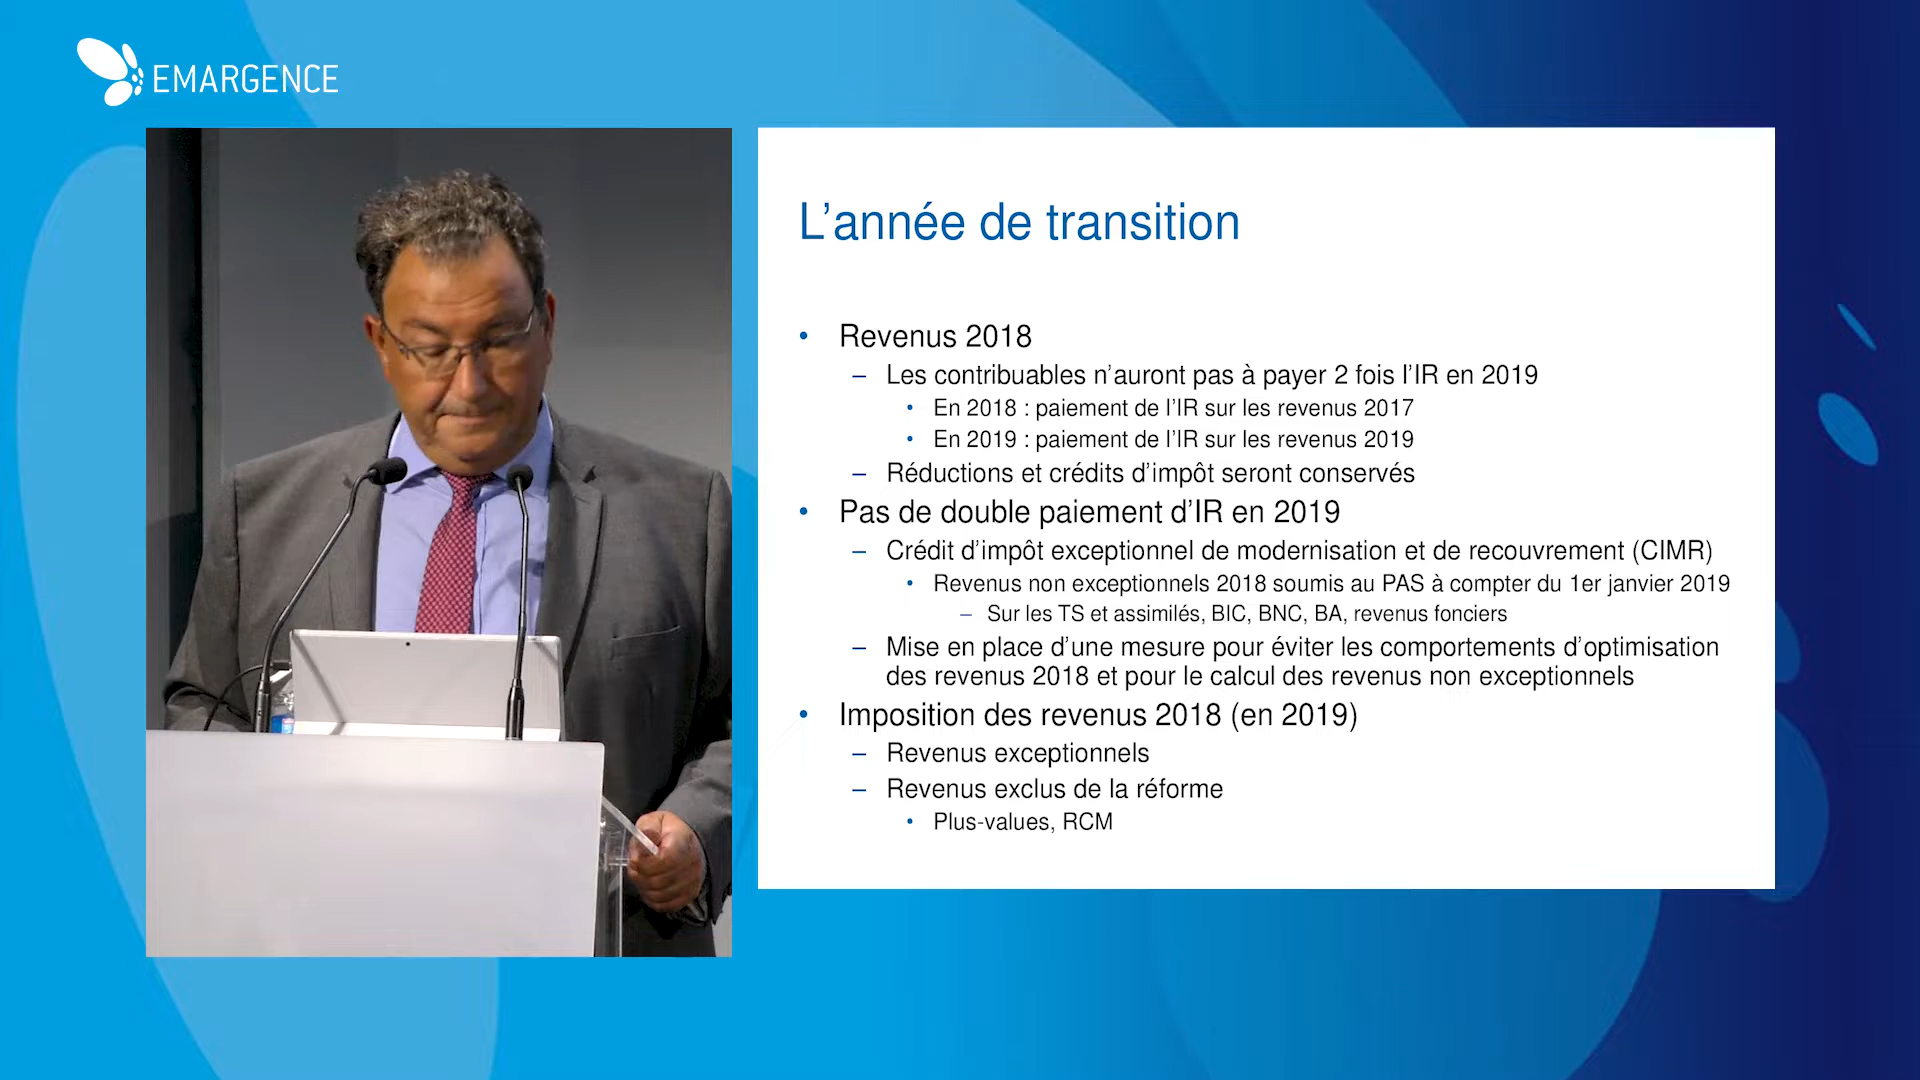 EMARGENCE
L’année de transition
• Revenus 2018
– Les contribuables n’auront pas à payer 2 fois l’IR en 2019
• En 2018 : paiement de l’IR sur les revenus 2017
• En 2019 : paiement de l’IR sur les revenus 2019
– Réductions et crédits d’impôt seront conservés
• Pas de double paiement d’IR en 2019
– Crédit d’impôt exceptionnel de modernisation et de recouvrement (CIMR)
• Revenus non exceptionnels 2018 soumis au PAS à compter du 1er janvier 2019
– Sur les TS et assimilés, BIC, BNC, BA, revenus fonciers
– Mise en place d’une mesure pour éviter les comportements d’optimisation
des revenus 2018 et pour le calcul des revenus non exceptionnels
• Imposition des revenus 2018 (en 2019)
– Revenus exceptionnels
– Revenus exclus de la réforme
• Plus-values, RCM